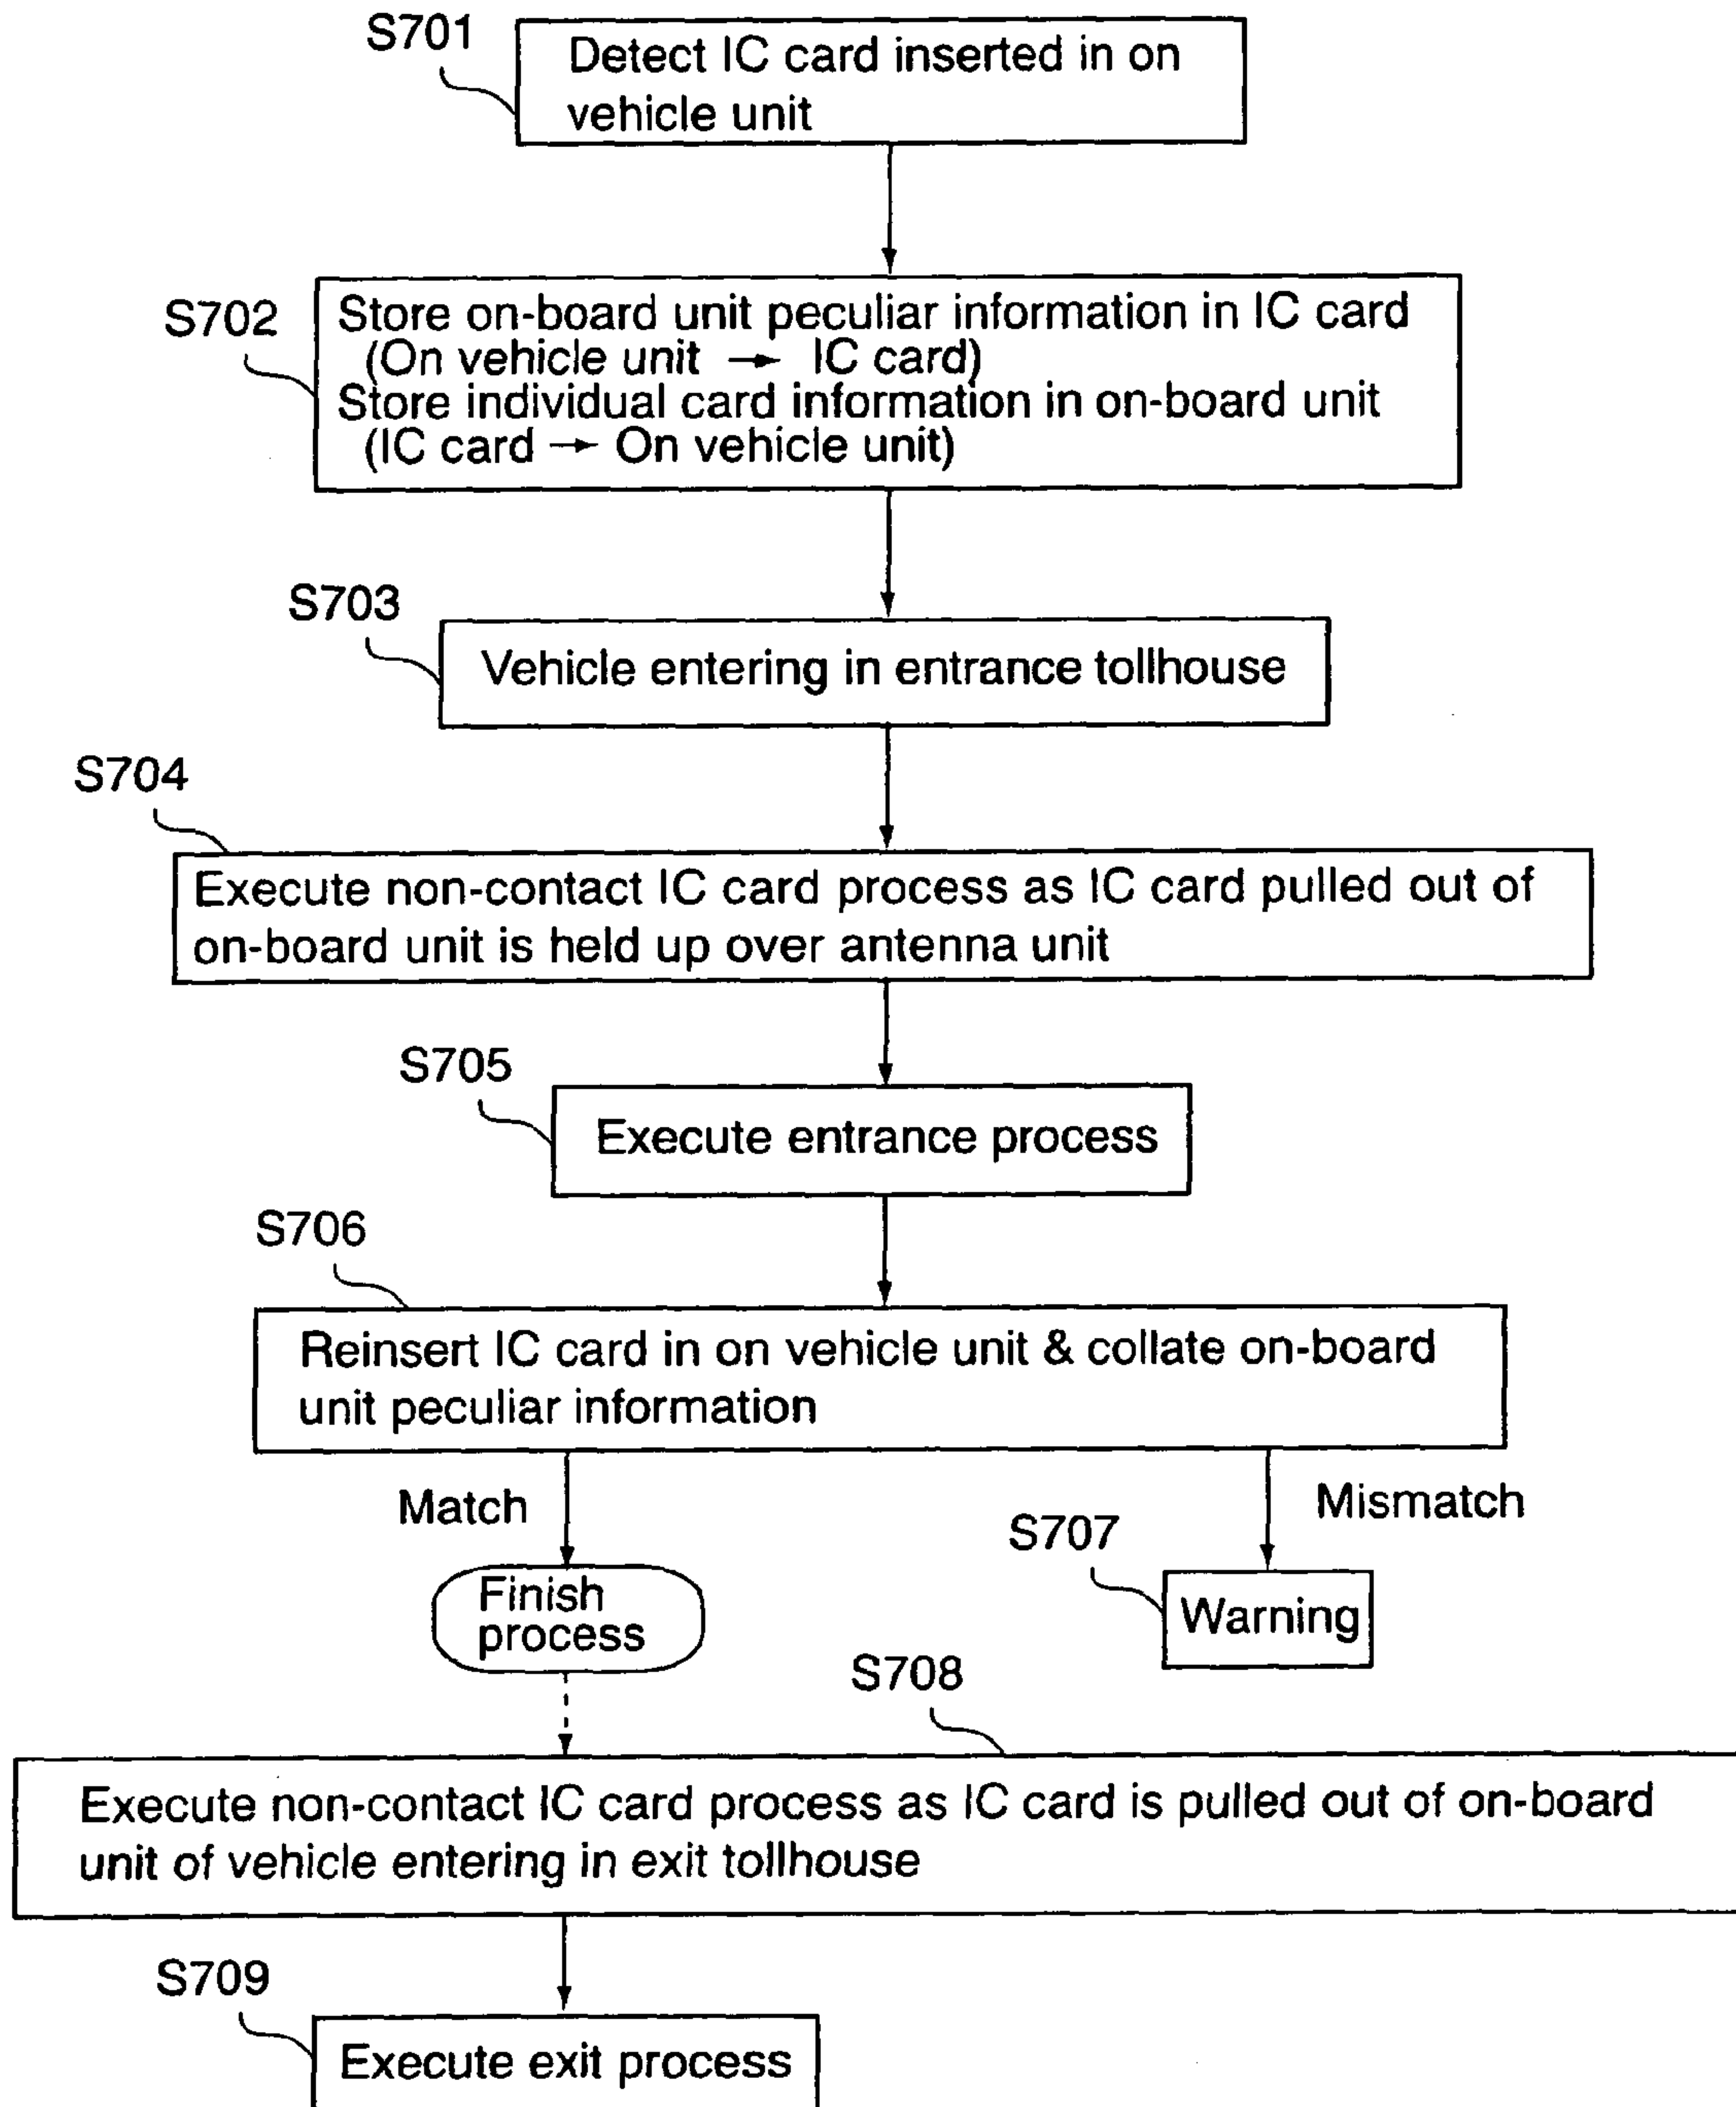 S701
Detect IC card inserted in on
vehicle unit
S702
Store on-board unit peculiar information in IC card
(On vehicle unit → IC card)
Store individual card information in on-board unit
(IC card → On vehicle unit)
S703
Vehicle entering in entrance tollhouse
S704
Execute non-contact IC card process as IC card pulled out of
on-board unit is held up over antenna unit
S705
Execute entrance process
S706
Reinsert IC card in on vehicle unit & collate on-board
unit peculiar information
Match
Mismatch
Finish
process
S707
Warning
S708
Execute non-contact IC card process as IC card is pulled out of on-board
unit of vehicle entering in exit tollhouse
S709
Execute exit process